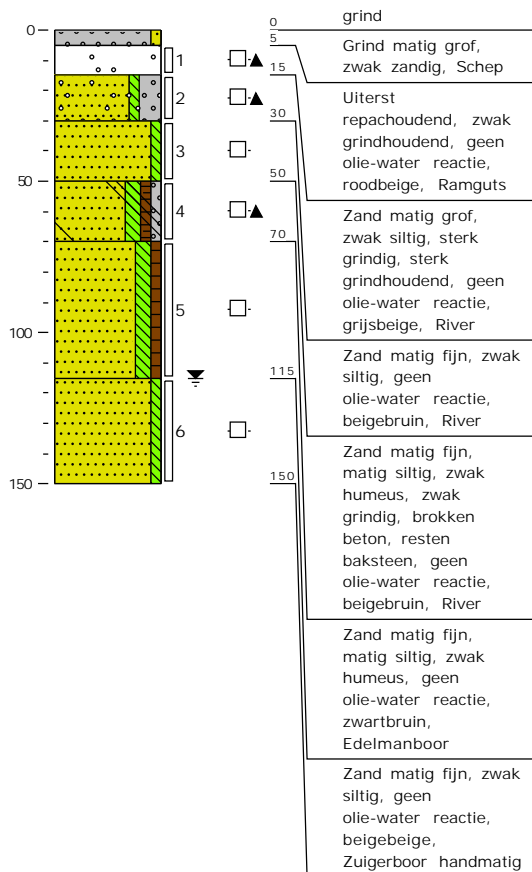 0
grind
5
Grind matig grof,
zwak zandig, Schep
15
Uiterst
repachoudend, zwak
grindhoudend, geen
olie-water reactie,
roodbeige, Ramguts
30
Zand matig grof,
zwak siltig, sterk
grindig, sterk
grindhoudend, geen
olie-water reactie,
grijsbeige, River
50
Zand matig fijn, zwak
siltig, geen
olie-water reactie,
beigebruin, River
70
Zand matig fijn,
matig siltig, zwak
humeus, zwak
grindig, brokken
beton, resten
baksteen, geen
olie-water reactie,
beigebruin, River
115
Zand matig fijn,
matig siltig, zwak
humeus, geen
olie-water reactie,
zwartbruin,
Edelmanboor
150
Zand matig fijn, zwak
siltig, geen
olie-water reactie,
beigebeige,
Zuigerboor handmatig
0
50
100
150
1
2
3
4
5
6